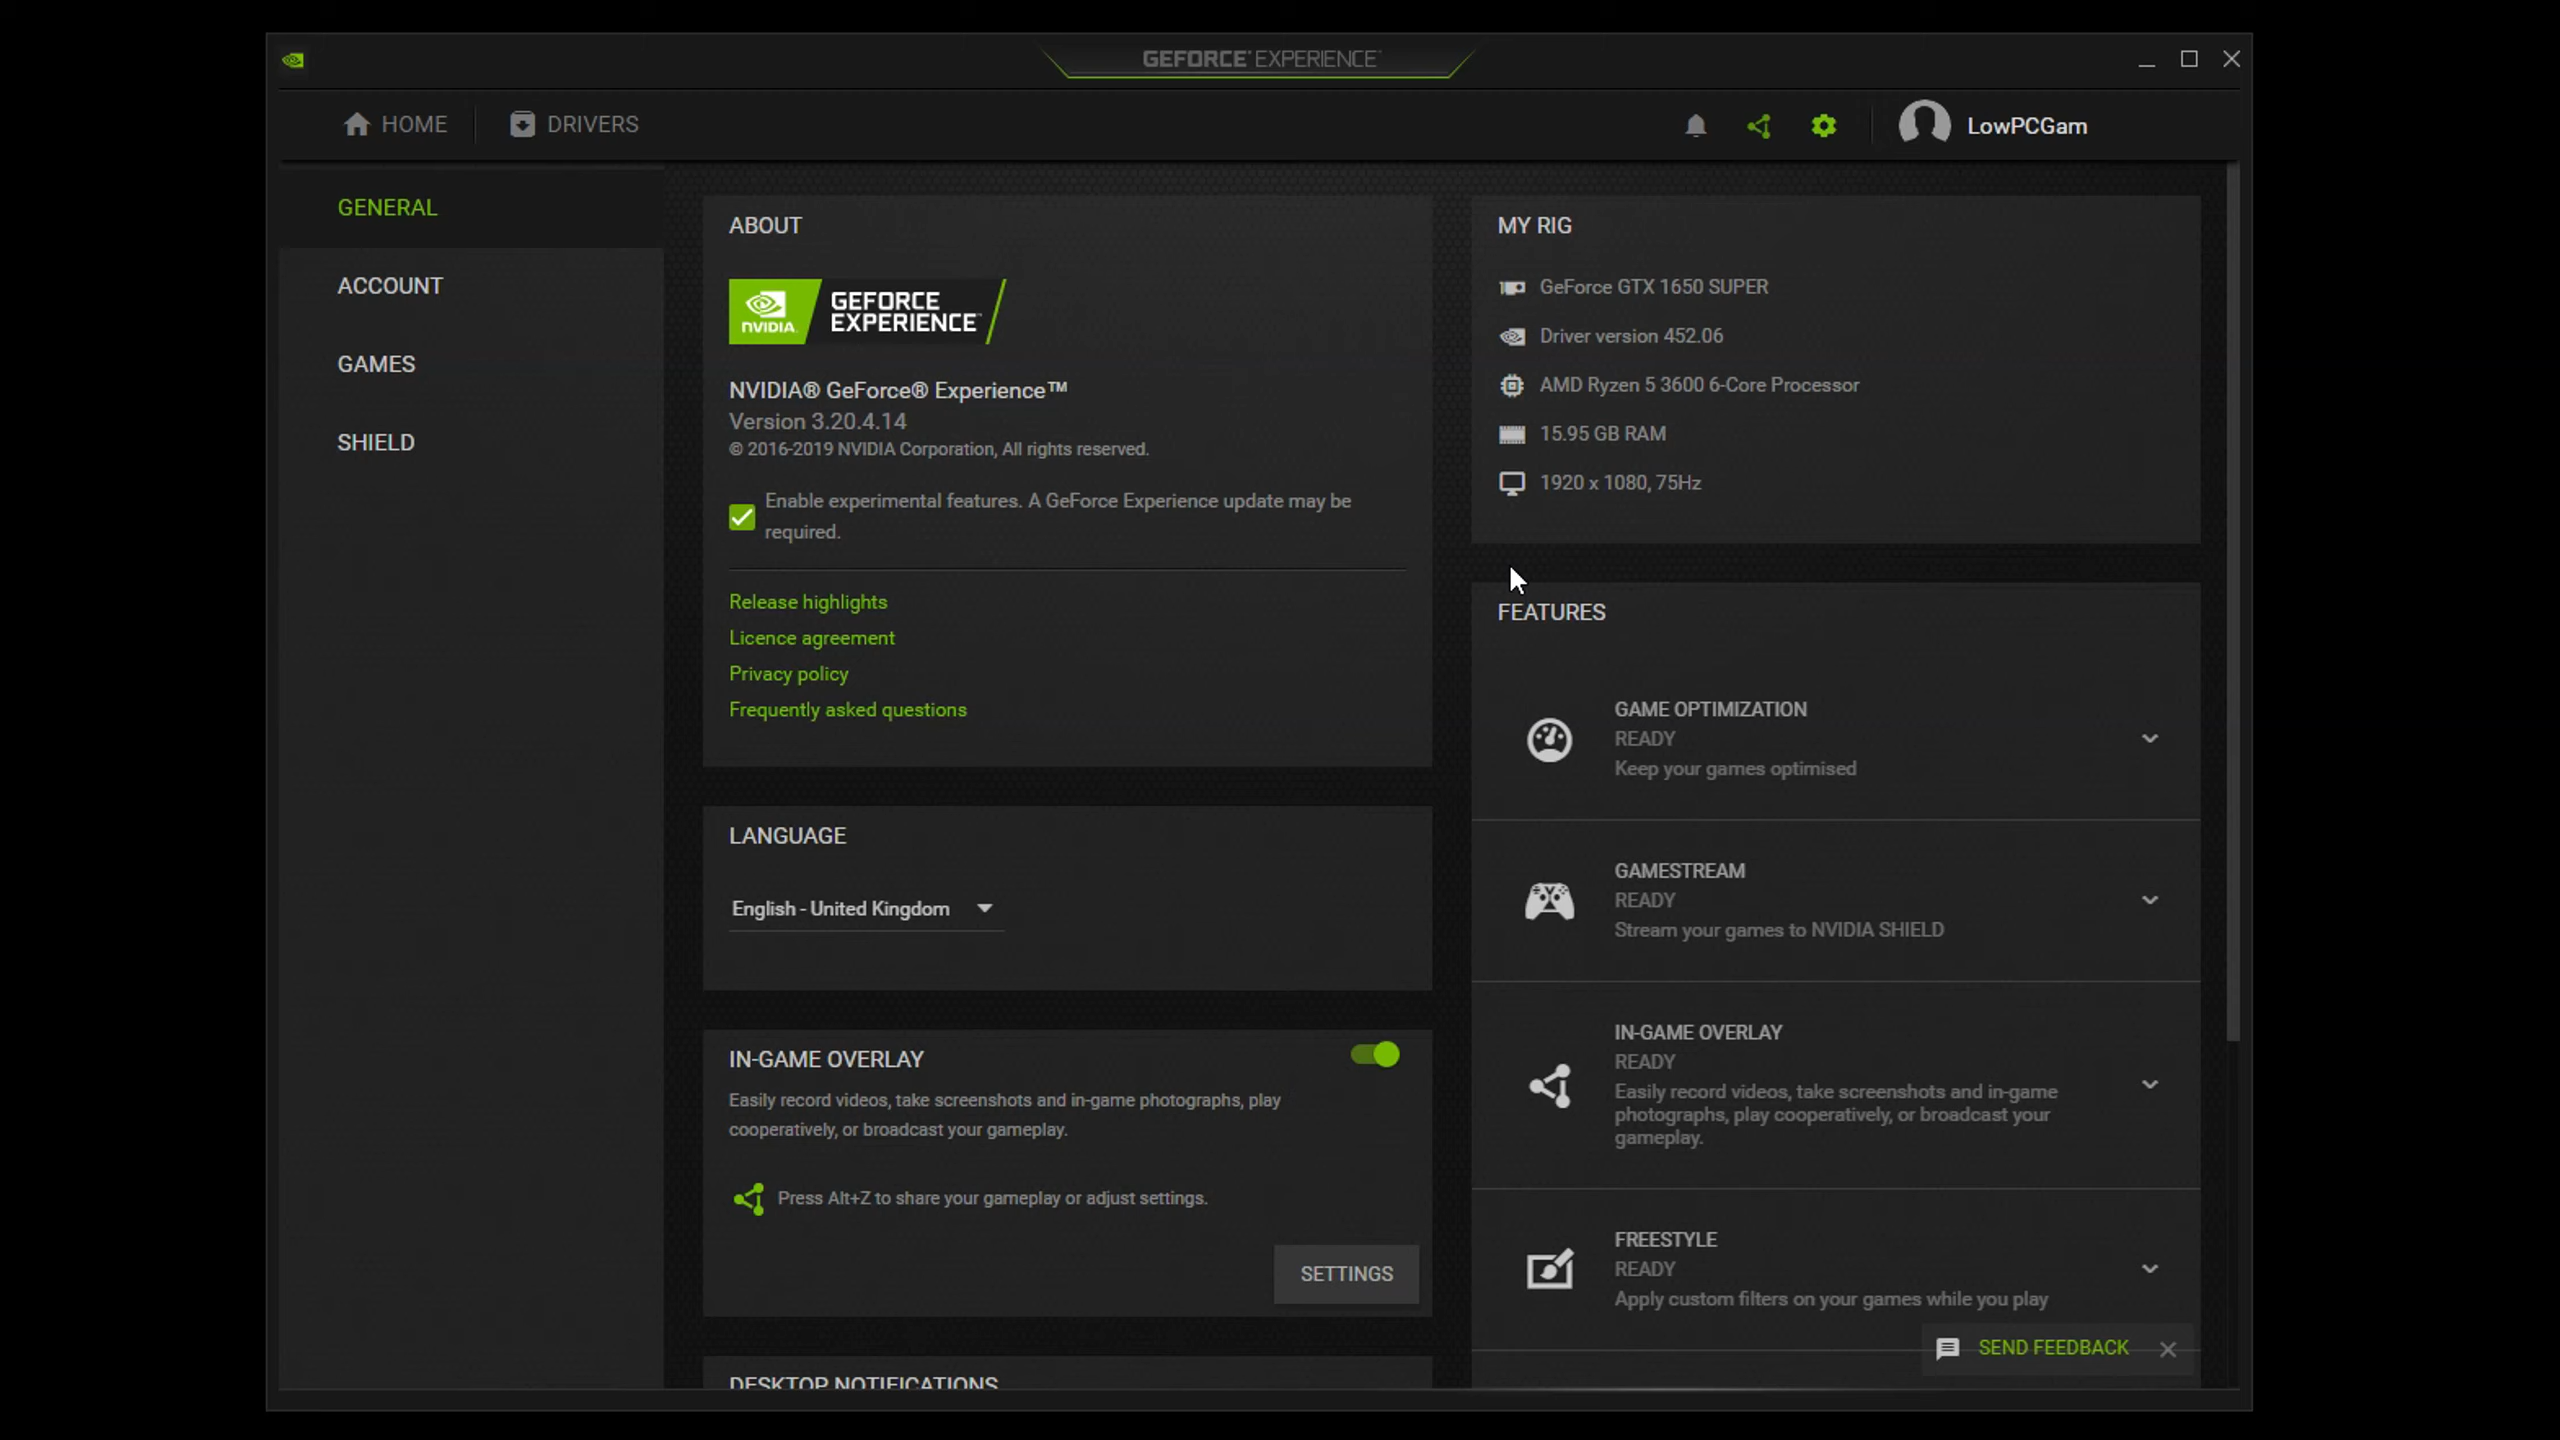 GEFORCE® EXPERIENCE™
HOME
DRIVERS
LowPCGam
GENERAL
ACCOUNT
GAMES
SHIELD
ABOUT
NVIDIA.
GEFORCE
EXPERIENCE™
NVIDIA® GeForce® Experience™
Version 3.20.4.14
© 2016-2019 NVIDIA Corporation, All rights reserved.
Enable experimental features. A GeForce Experience update may be
required.
Release highlights
Licence agreement
Privacy policy
Frequently asked questions
LANGUAGE
English - United Kingdom
IN-GAME OVERLAY
Easily record videos, take screenshots and in-game photographs, play
cooperatively, or broadcast your gameplay.
Press Alt+Z to share your gameplay or adjust settings.
SETTINGS
DESKTOP NOTIFICATIONS
MY RIG
GeForce GTX 1650 SUPER
Driver version 452.06
AMD Ryzen 5 3600 6-Core Processor
15.95 GB RAM
1920 x 1080, 75Hz
FEATURES
GAME OPTIMIZATION
READY
Keep your games optimised
GAMESTREAM
READY
Stream your games to NVIDIA SHIELD
IN-GAME OVERLAY
READY
Easily record videos, take screenshots and in-game
photographs, play cooperatively, or broadcast your
gameplay.
FREESTYLE
READY
Apply custom filters on your games while you play
SEND FEEDBACK